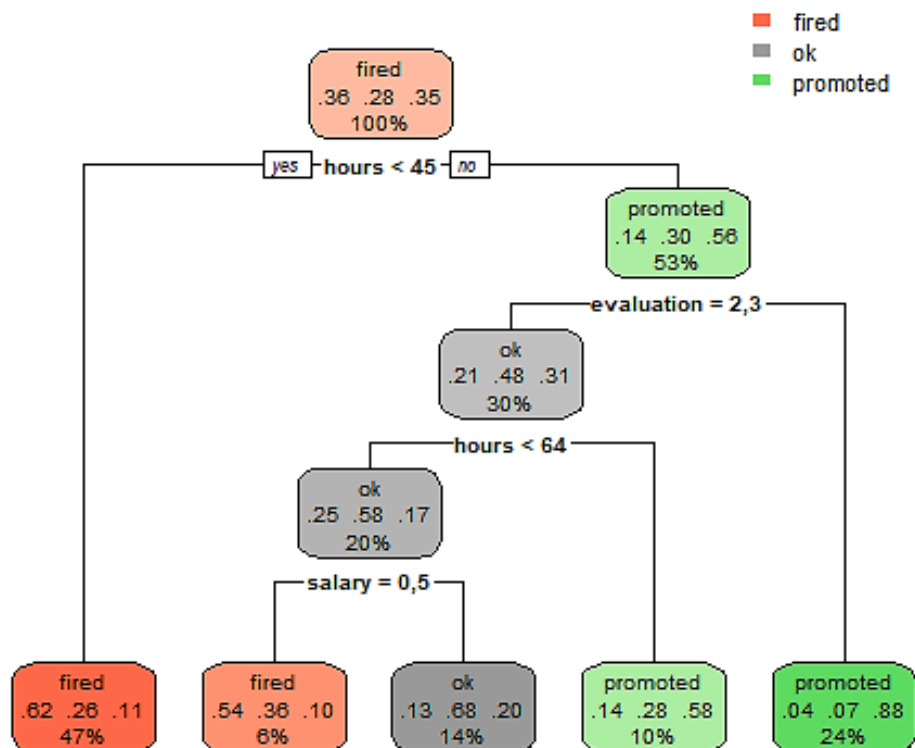 fired
ok
promoted
fired
.36 .28 .35
100%
yes hours < 45 no
promoted
.14 .30 .56
53%
evaluation = 2,3
ok
.21 .48 .31
30%
hours < 64
ok
.25 .58 .17
20%
salary = 0,5
fired
.62 .26 .11
47%
fired
.54 .36 .10
6%
ok
.13 .68 .20
14%
promoted
.14 .28 .58
10%
promoted
.04 .07 .88
24%